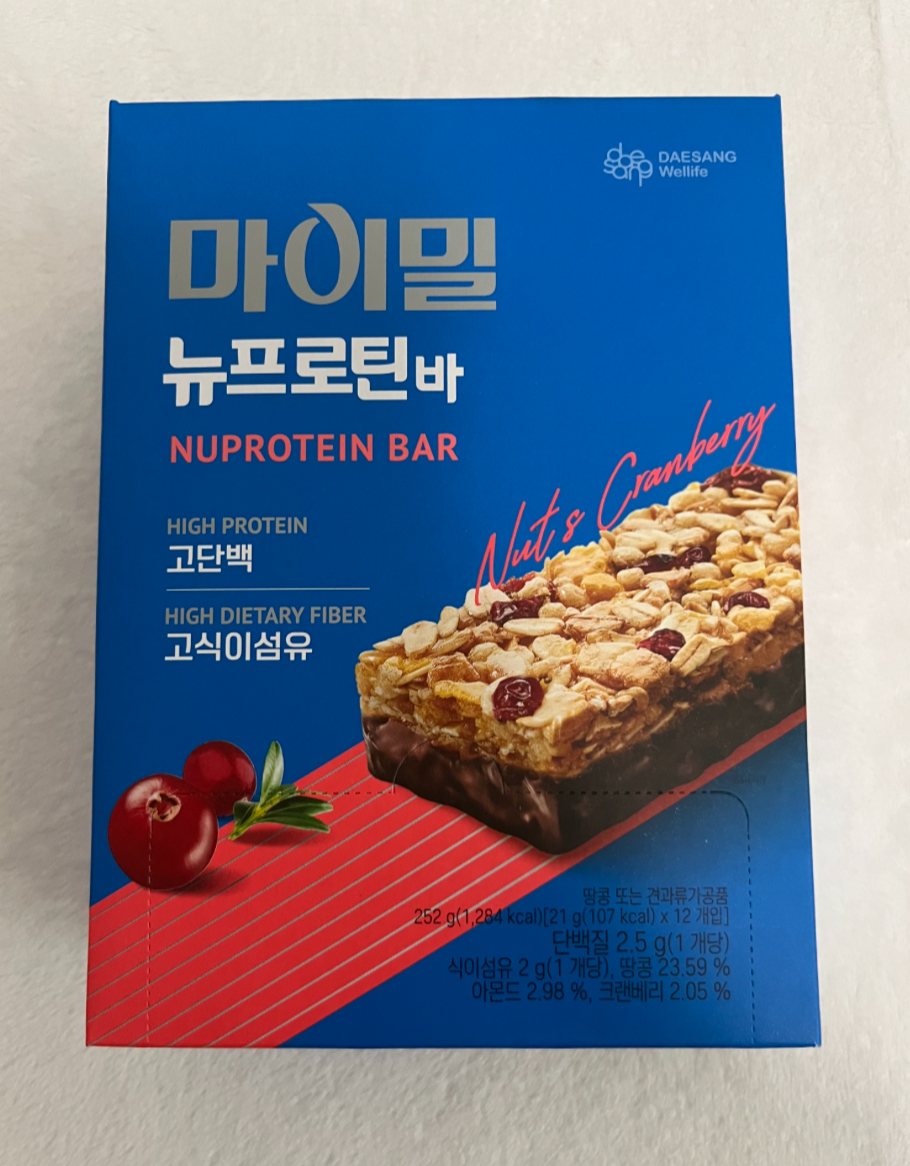 DAESANG
Wellife
마이밀
뉴프로틴바
NUPROTEIN BAR
Nut's Cranberry
HIGH PROTEIN
고단백
HIGH DIETARY FIBER
고식이섬유
땅콩 또는 견과류가공품
252 g(1,284 kcal)[21 g(107 kcal) x 12 개입]
단백질 2.5 g(1 개당)
식이섬유 2 g(1 개당), 땅콩 23.59 %
아몬드 2.98 %, 크랜베리 2.05 %